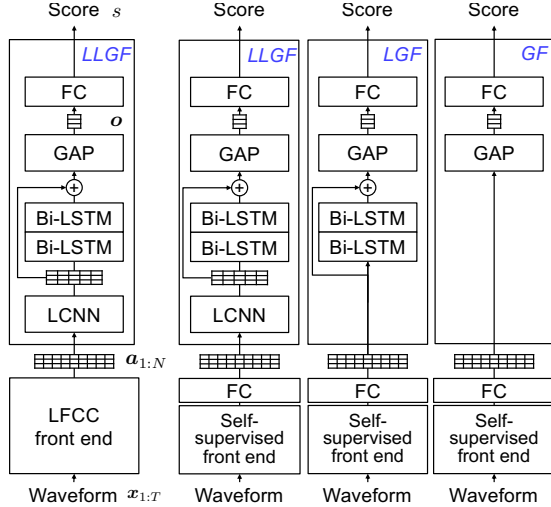 Score s Score Score Score
LLGF LLGF LGF GF
FC FC FC FC
o
GAP GAP GAP GAP
+ + +
Bi-LSTM Bi-LSTM Bi-LSTM
Bi-LSTM Bi-LSTM Bi-LSTM
LCNN LCNN
a1:N
FC FC FC
LFCC front end
Self-supervised front end
Self-supervised front end
Self-supervised front end
Waveform x1:T Waveform Waveform Waveform